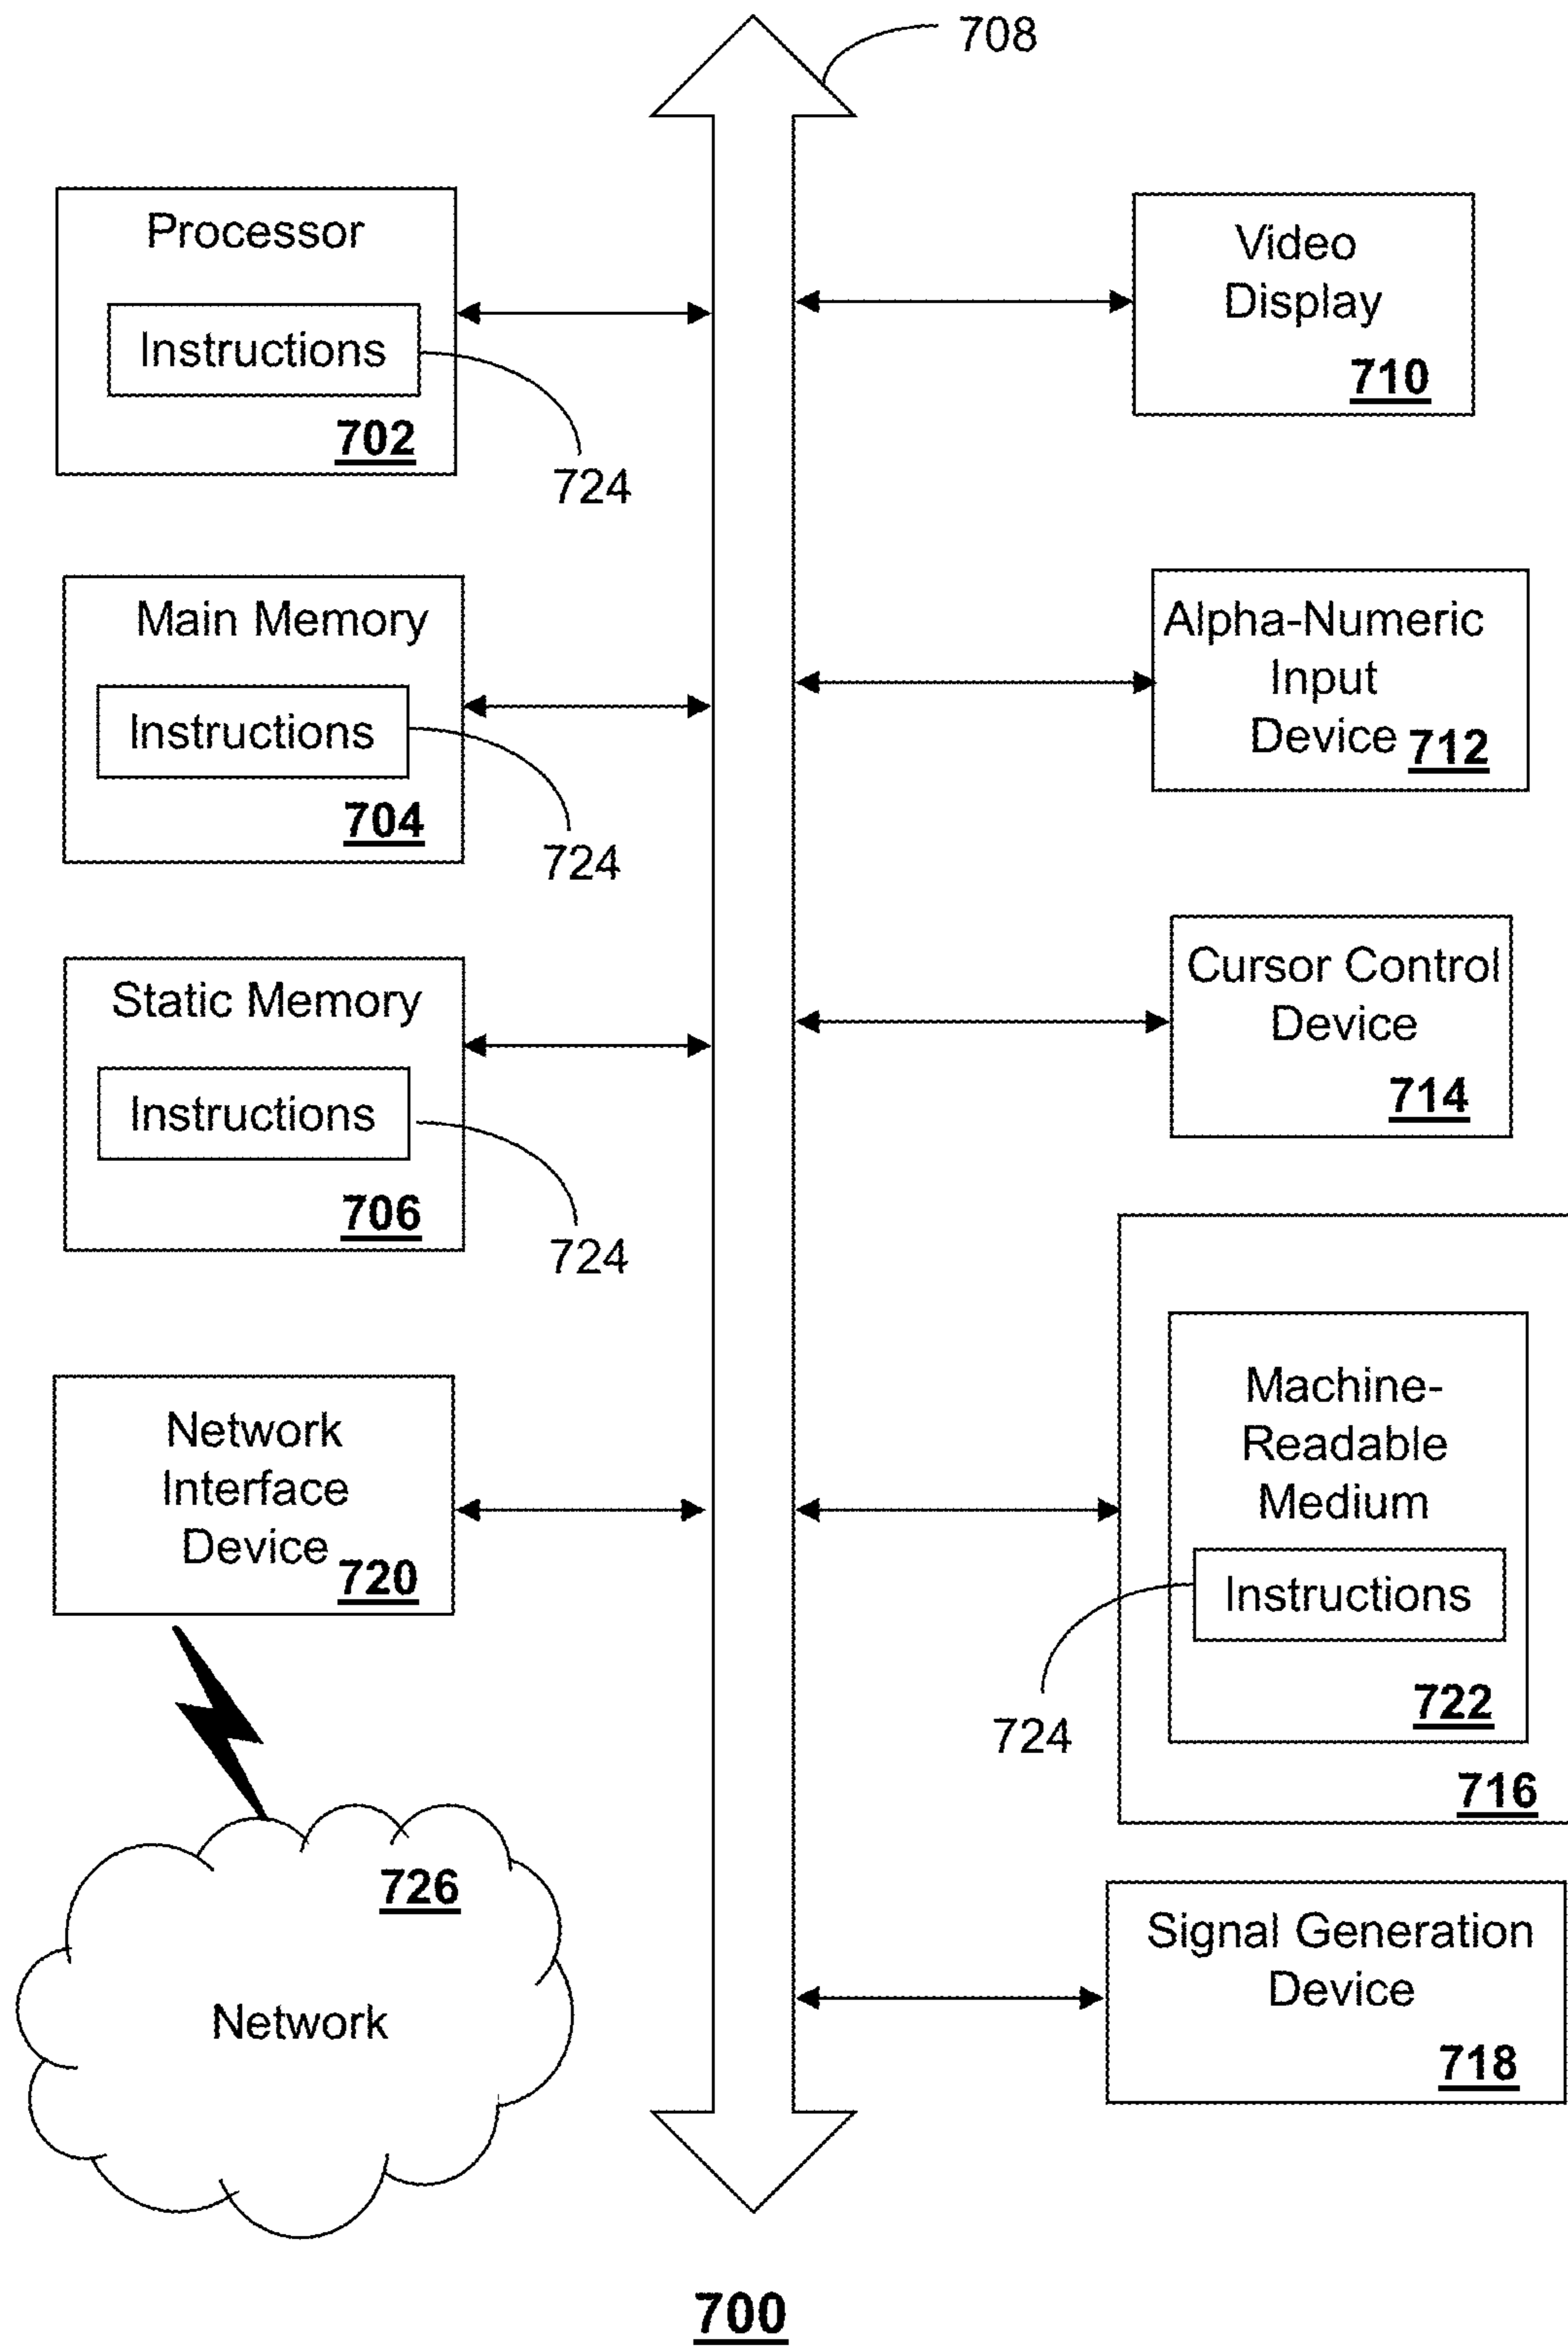 708
Processor
Instructions
702
724
Main Memory
Instructions
704
724
Static Memory
Instructions
706
724
Network
Interface
Device
720
726
Network
Video
Display
710
Alpha-Numeric
Input
Device
712
Cursor Control
Device
714
Machine-
Readable
Medium
Instructions
724
722
716
Signal Generation
Device
718
700